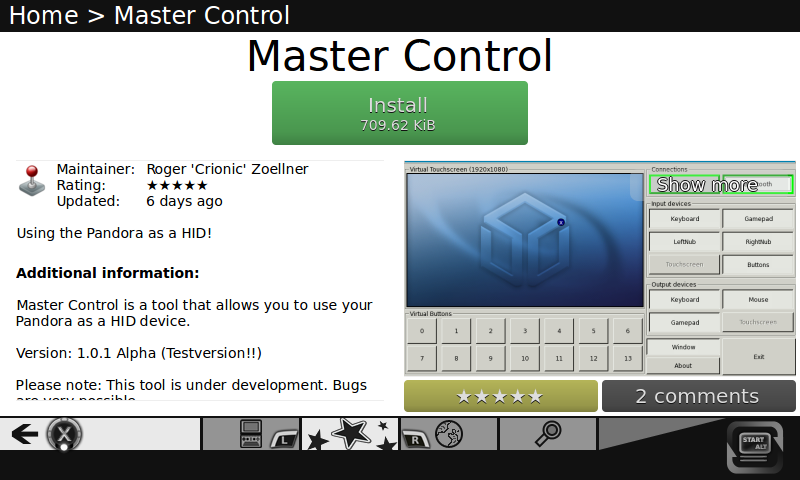 Home > Master Control
Master Control
Install
709.62 KiB
Maintainer: Roger 'Crionic' Zoellner
Rating: ★★★★★
Updated: 6 days ago
Using the Pandora as a HID!
Additional information:
Master Control is a tool that allows you to use your
Pandora as a HID device.
Version: 1.0.1 Alpha (Testversion!!)
Please note: This tool is under development. Bugs
are very possible
Virtual Touchscreen (1920x1080)
Connections
Show more
Input devices
Keyboard Gamepad
LeftNub RightNub
Touchscreen Buttons
Output devices
Keyboard Mouse
Gamepad Touchscreen
Window
About
Exit
Virtual Buttons
0 1 2 3 4 5 6
7 8 9 10 11 12 13
★★★★★
2 comments
X
L
R
START
ALT